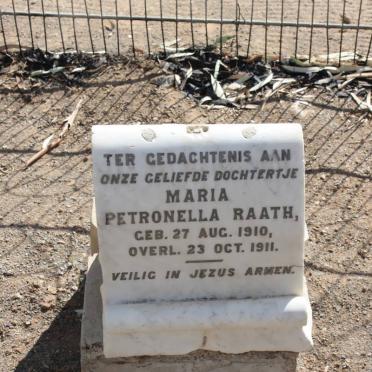 TER GEDACHTENIS AAN
ONZE GELIEFDE DOCHTERTJE
MARIA
PETRONELLA RAATH,
GEB. 27 AUG. 1910,
OVERL. 23 OCT. 1911.
VEILIG IN JEZUS ARMEN.